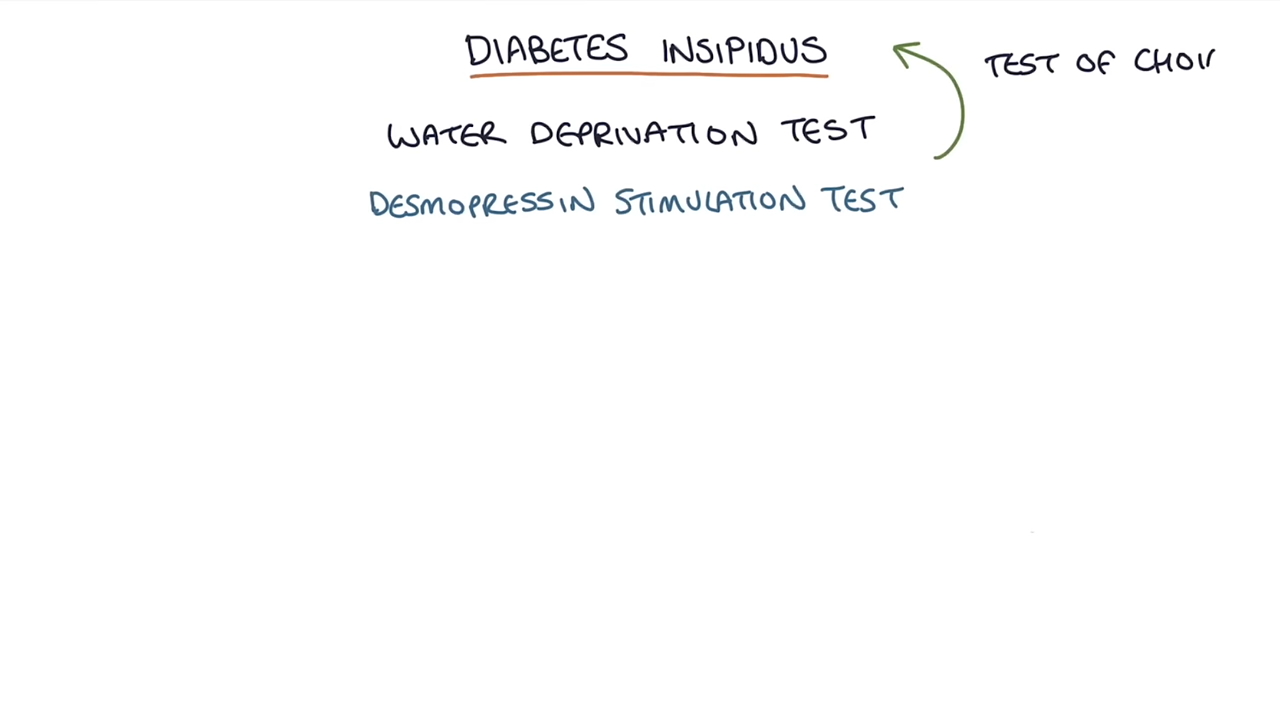 DIABETES INSIPIDUS
TEST OF CHOI
WATER DEPRIVATION TEST
DESMOPRESSIN STIMULATION TEST